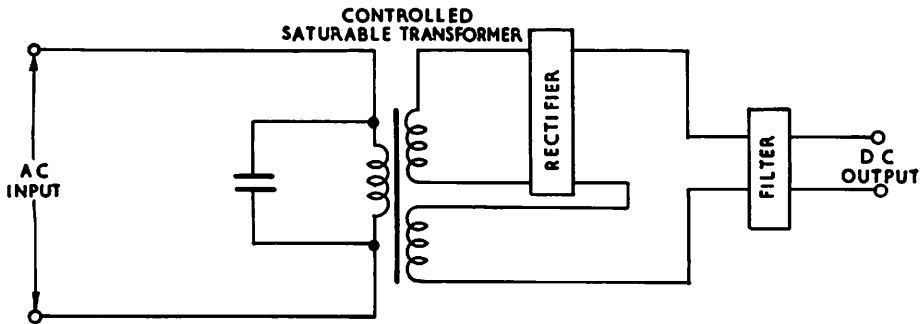 CONTROLLED
SATURABLE TRANSFORMER
AC
INPUT
RECTIFIER
FILTER
DC
OUTPUT